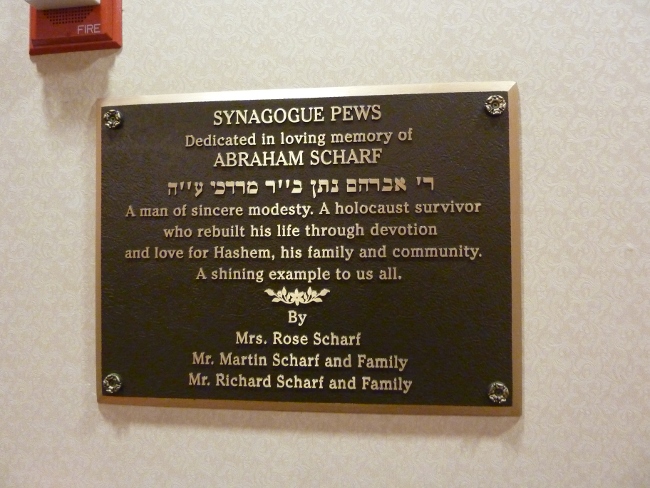 FIRE
SYNAGOGUE PEWS
Dedicated in loving memory of
ABRAHAM SCHARF
ר' אברהם נתן ב״ר מרדכי ע״ה
A man of sincere modesty. A holocaust survivor
who rebuilt his life through devotion
and love for Hashem, his family and community.
A shining example to us all.
By
Mrs. Rose Scharf
Mr. Martin Scharf and Family
Mr. Richard Scharf and Family